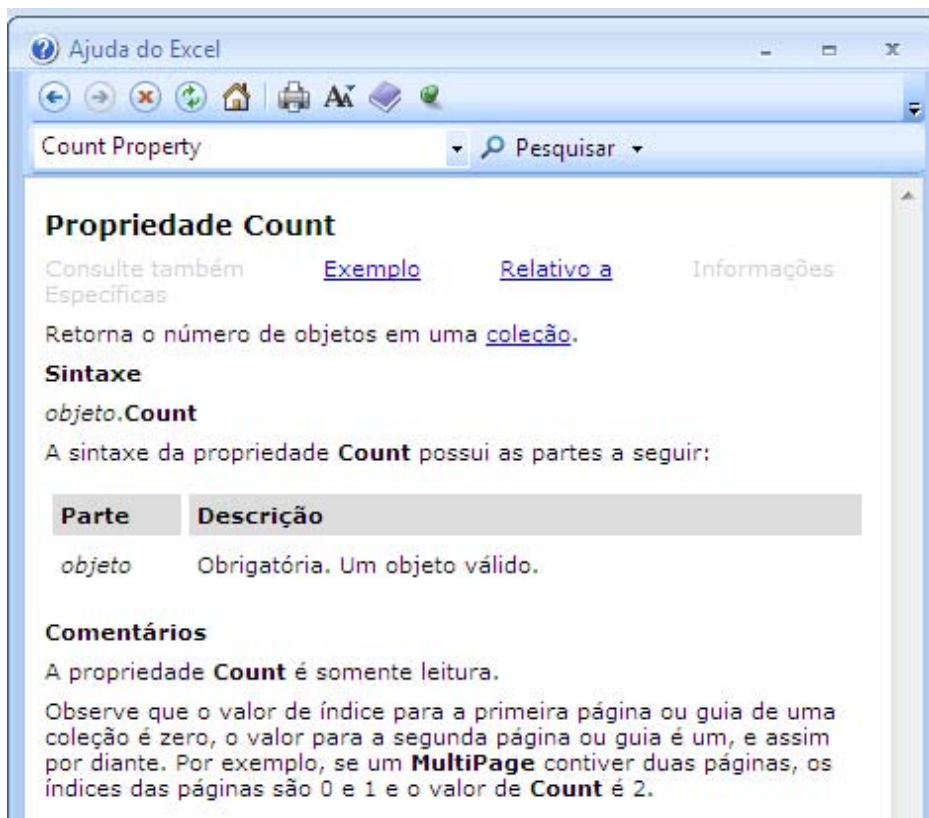 Ajuda do Excel
Count Property
Pesquisar
Propriedade Count
Consulte também Exemplo Relativo a Informações
Específicas
Retorna o número de objetos em uma coleção.
Sintaxe
objeto.Count
A sintaxe da propriedade Count possui as partes a seguir:
Parte Descrição
objeto Obrigatória. Um objeto válido.
Comentários
A propriedade Count é somente leitura.
Observe que o valor de índice para a primeira página ou guia de uma
coleção é zero, o valor para a segunda página ou guia é um, e assim
por diante. Por exemplo, se um MultiPage contiver duas páginas, os
índices das páginas são 0 e 1 e o valor de Count é 2.